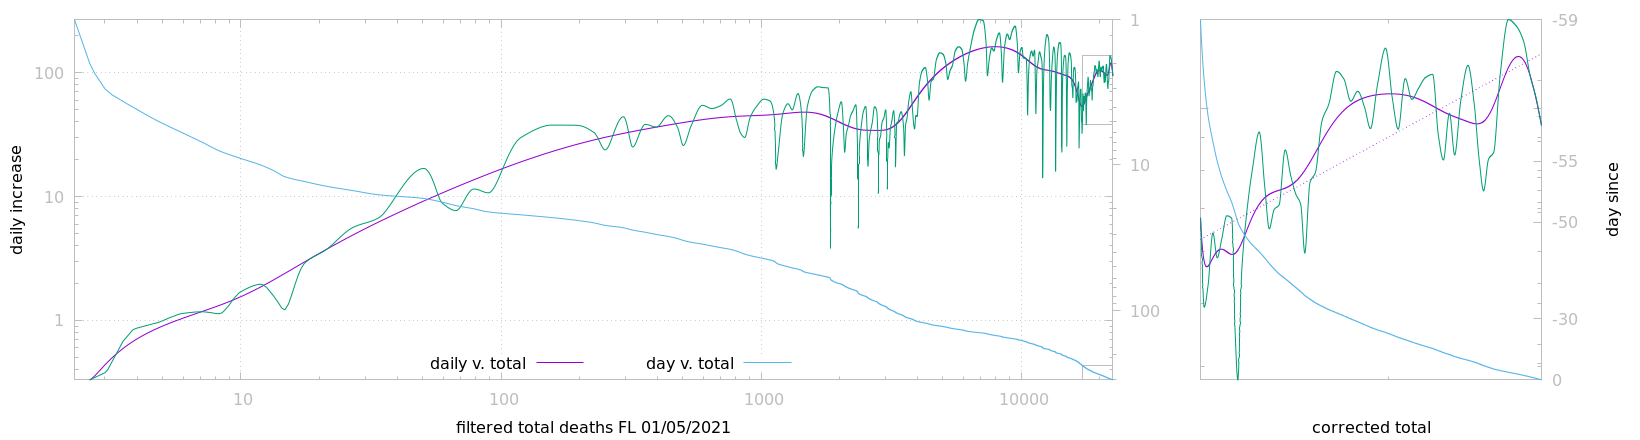 daily increase
100
10
1
1
10
100
daily v. total
day v. total
10
100
1000
10000
filtered total deaths FL 01/05/2021
-59
-55
-50
-30
0
day since
corrected total